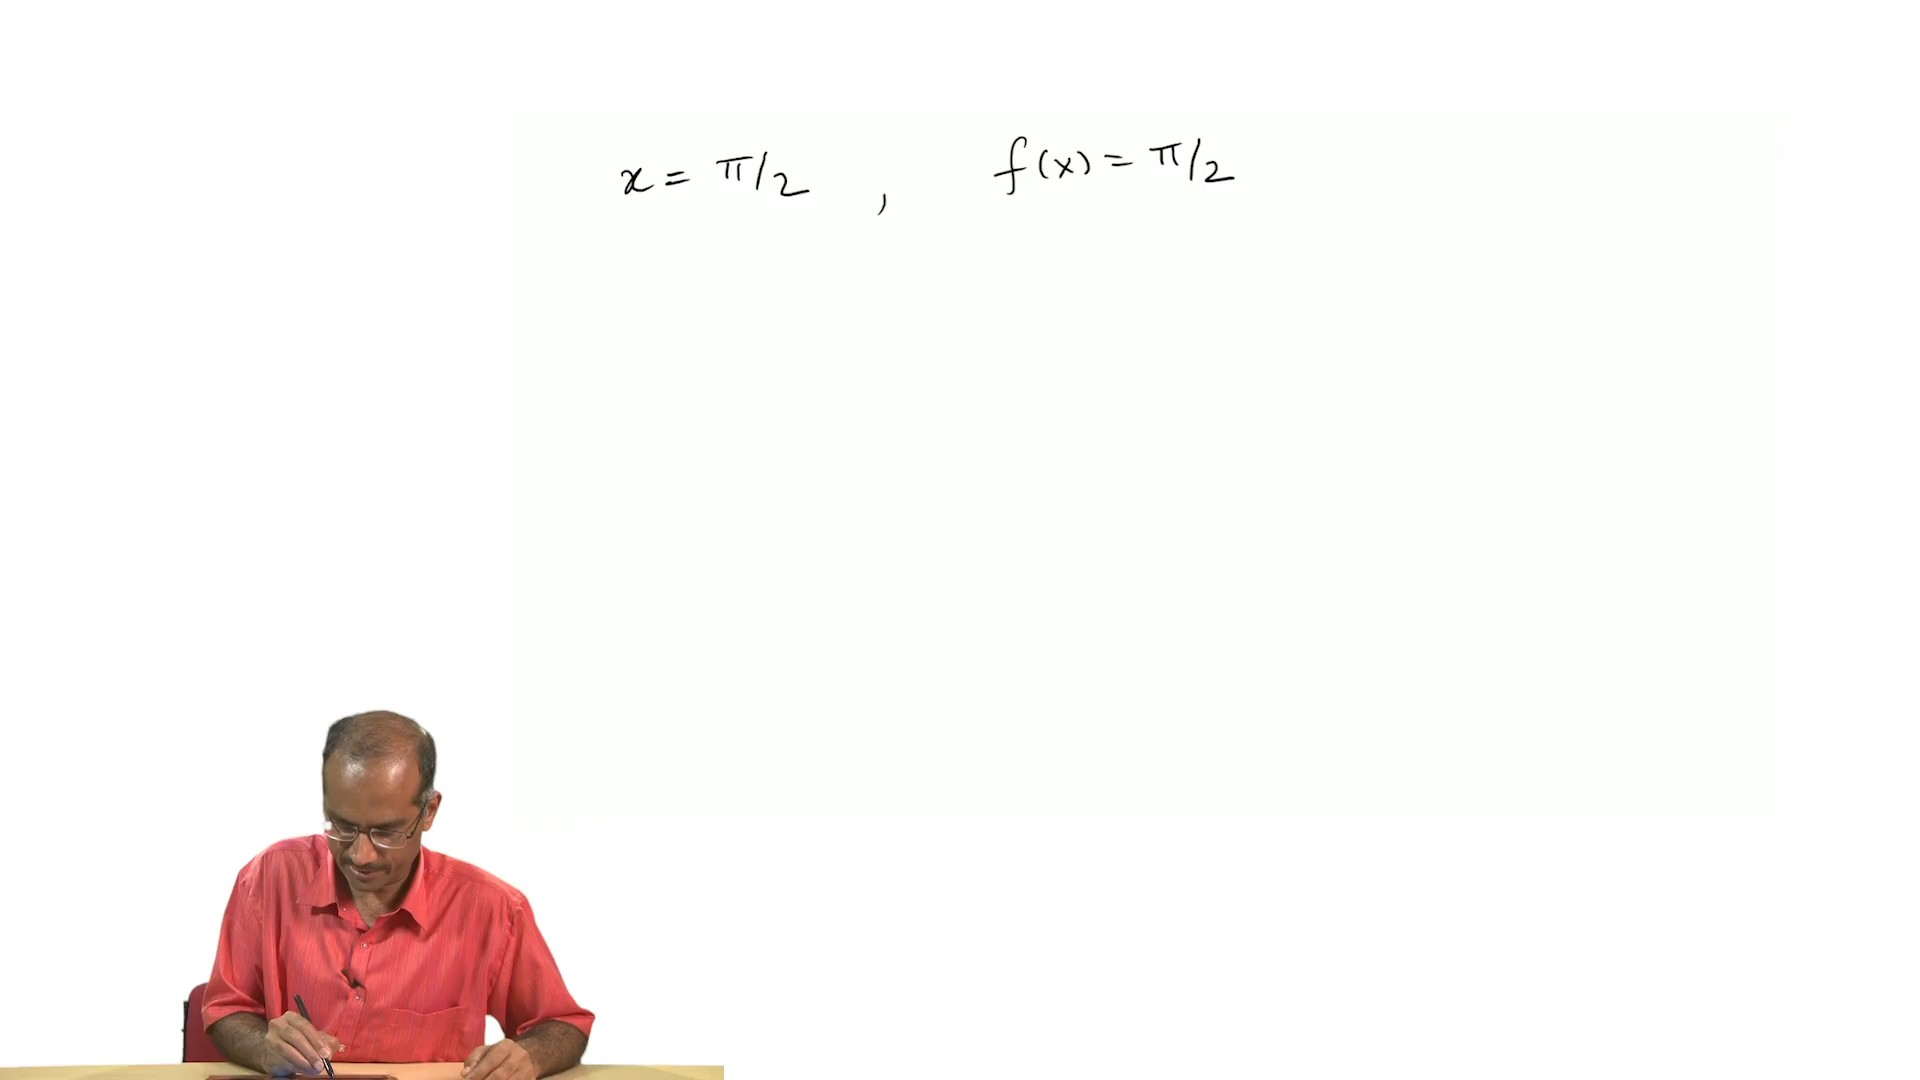 x = π/2 , f(x) = π/2